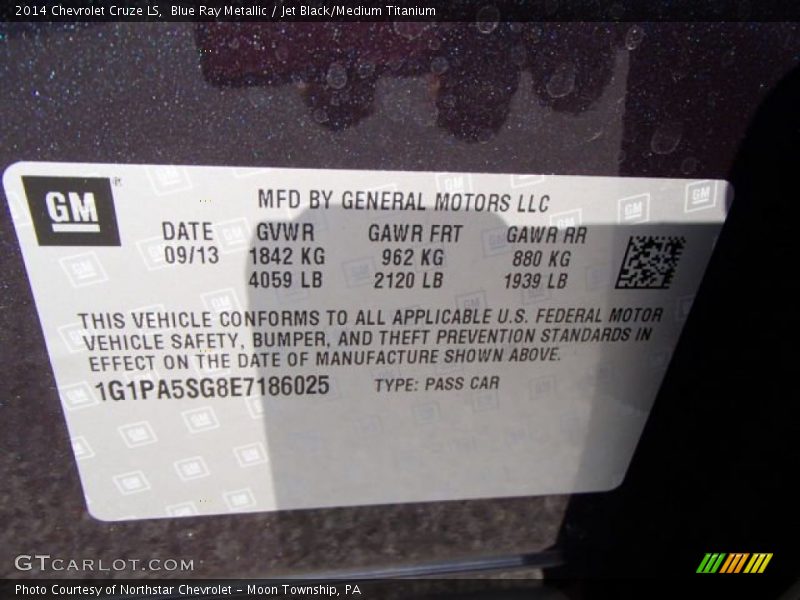 2014 Chevrolet Cruze LS, Blue Ray Metallic / Jet Black/Medium Titanium
GM
MFD BY GENERAL MOTORS LLC
DATE GVWR GAWR FRT GAWR RR
09/13 1842 KG 962 KG 880 KG
4059 LB 2120 LB 1939 LB
THIS VEHICLE CONFORMS TO ALL APPLICABLE U.S. FEDERAL MOTOR
VEHICLE SAFETY, BUMPER, AND THEFT PREVENTION STANDARDS IN
EFFECT ON THE DATE OF MANUFACTURE SHOWN ABOVE.
1G1PA5SG8E7186025 TYPE: PASS CAR
GTCARLOT.COM
Photo Courtesy of Northstar Chevrolet - Moon Township, PA